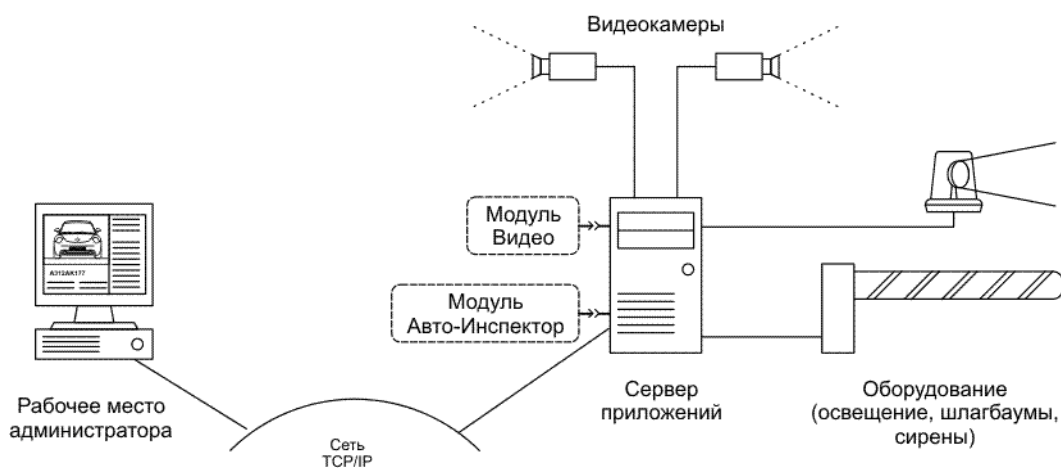 Видеокамеры
Модуль
Видео
А312АК177
Модуль
Авто-Инспектор
Рабочее место
администратора
Сеть
TCP/IP
Сервер
приложений
Оборудование
(освещение, шлагбаумы,
сирены)